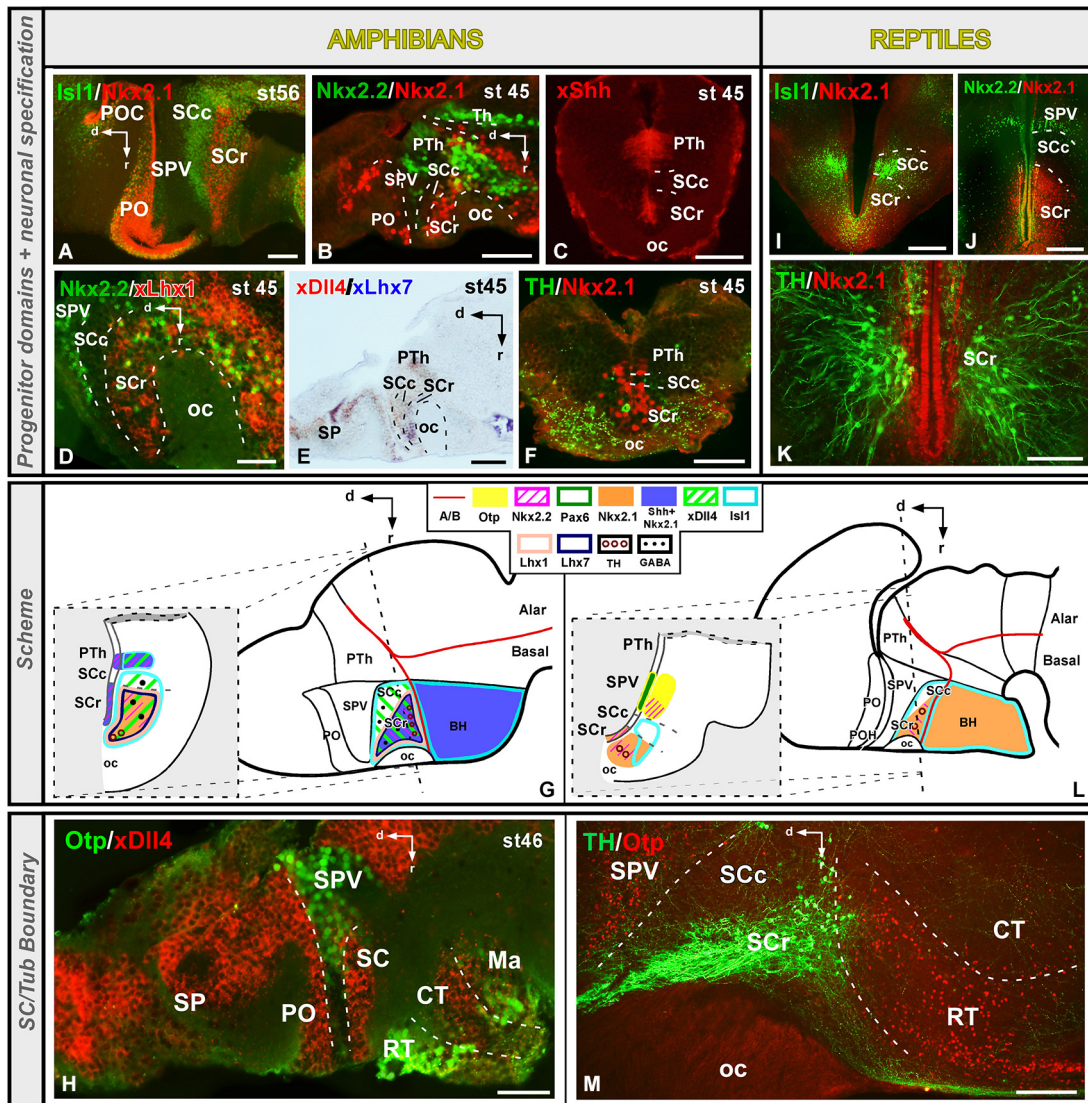 AMPHIBIANS
REPTILES
Progenitor domains + neuronal specification
Isl1/Nkx2.1
st56
POC
SCc
d
r
SPV
SCr
PO
A
Nkx2.2/Nkx2.1
st 45
Th
d
PTh
r
SCc
SPV
PO
SCr
oc
B
xShh
st 45
PTh
SCc
SCr
oc
C
Isl1/Nkx2.1
SCc
SCr
I
Nkx2.2/Nkx2.1
SPV
SCc
SCr
J
Nkx2.2/xLhx1
st 45
SPV
d
r
SCc
SCr
oc
D
xDll4/xLhx7
st45
d
r
PTh
SCc
SCr
oc
SP
E
TH/Nkx2.1
st 45
PTh
SCc
SCr
oc
F
TH/Nkx2.1
SCr
K
Scheme
A/B
Otp
Nkx2.2
Pax6
Nkx2.1
Shh+
Nkx2.1
xDll4
Isl1
Lhx1
Lhx7
TH
GABA
d
r
Alar
Basal
PTh
SCc
SPV
SCr
BH
PO
oc
PTh
SCc
SCr
oc
G
d
r
Alar
PTh
Basal
SPV
SCc
PO
SCr
BH
POH
oc
PTh
SPV
SCc
SCr
oc
L
SC/Tub Boundary
Otp/xDll4
st46
d
r
SPV
SC
Ma
SP
PO
CT
RT
H
TH/Otp
d
r
SPV
SCc
SCr
CT
RT
oc
M